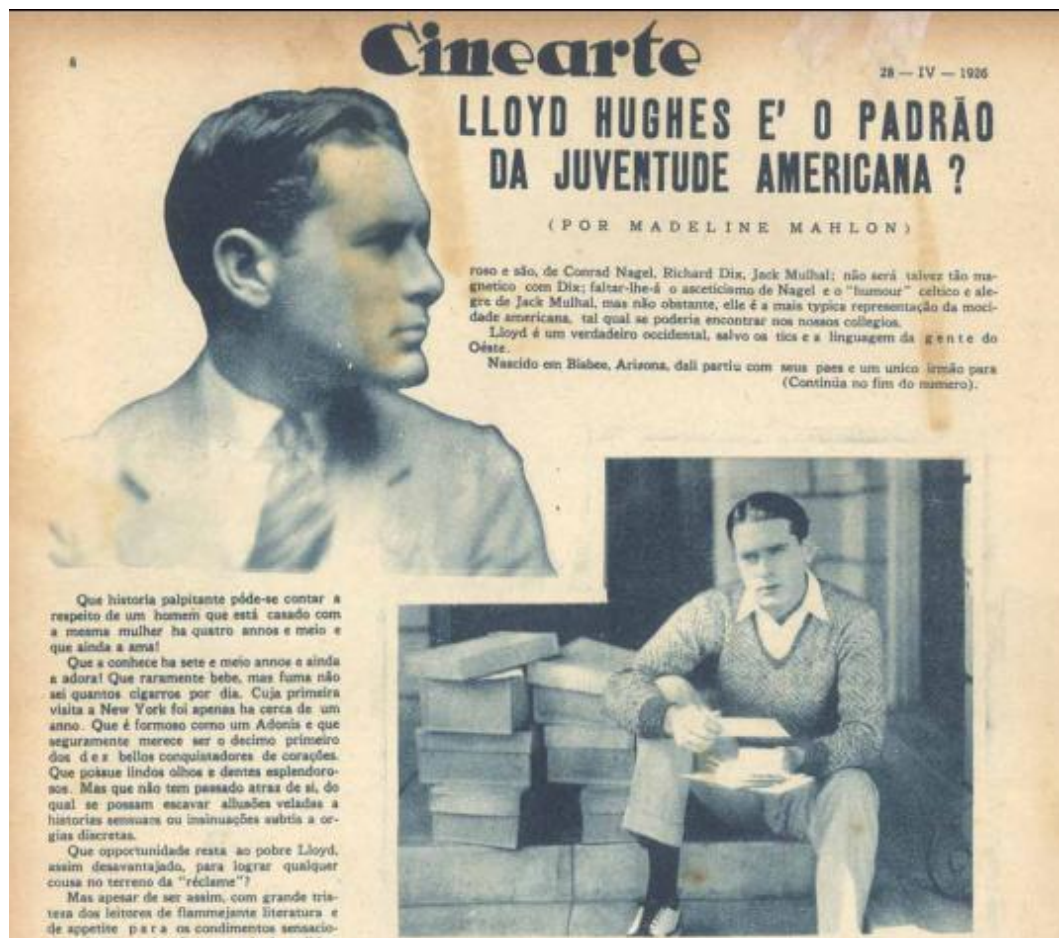 8
Cinearte
28 — IV — 1926
LLOYD HUGHES E' O PADRÃO
DA JUVENTUDE AMERICANA ?
(POR MADELINE MAHLON)
Que historia palpitante póde-se contar a
respeito de um homem que está casado com
a mesma mulher ha quatro annos e meio e
que ainda a ama!
Que a conhece ha sete e meio annos e ainda
a adora! Que raramente bebe, mas fuma não
sei quantos cigarros por dia. Cuja primeira
visita a New York foi apenas ha cerca de um
anno. Que é formoso como um Adonis e que
seguramente merece ser o decimo primeiro
dos dez bellos conquistadores de corações.
Que possue lindos olhos e dentes esplendoro-
sos. Mas que não tem passado atraz de si, do
qual se possam escavar allusões veladas a
historias sensuaes ou insinuações subtis a or-
gias discretas.
Que opportunidade resta ao pobre Lloyd,
assim desavantajado, para lograr qualquer
cousa no terreno da "réclame"?
Mas apesar de ser assim, com grande tris-
teza dos leitores de flammejante literatura e
de appetite para os condimentos sensacio-
roso e são, de Conrad Nagel, Richard Dix, Jack Mulhal; não será talvez tão ma-
gnetico com Dix; faltar-lhe-á o asceticismo de Nagel e o "humour" celtico e ale-
gre de Jack Mulhal, mas não obstante, elle é a mais typica representação da moci-
dade americana, tal qual se poderia encontrar nos nossos collegios.
Lloyd é um verdadeiro occidental, salvo os tics e a linguagem da gente do
Oéste.
Nascido em Bisbee, Arizona, dali partiu com seus paes e um unico irmão para
(Continúa no fim do numero).